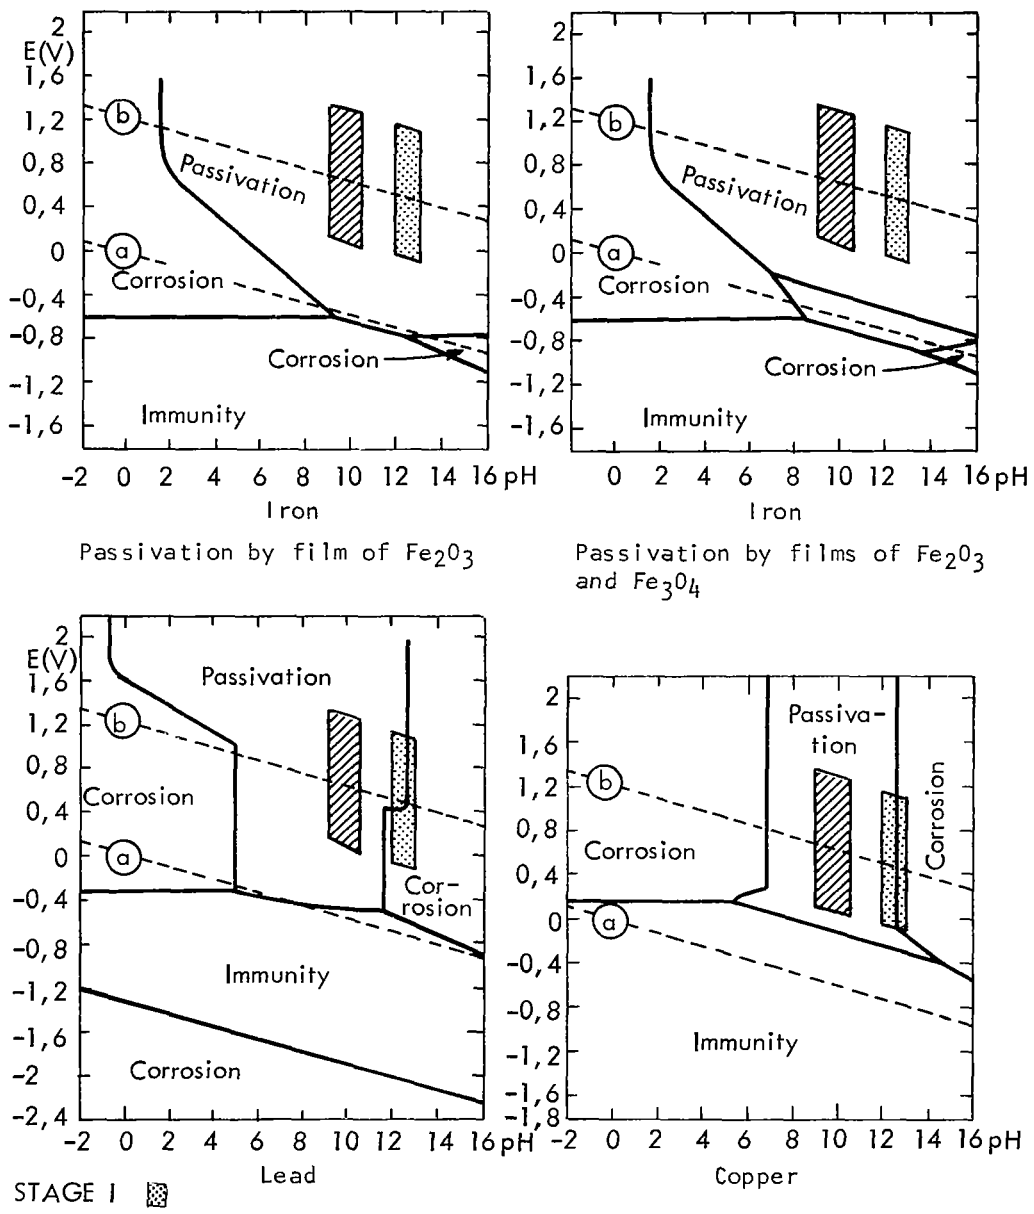 2
E(V)
1,6
b
1,2
0,8
Passivation
0,4
a
0
Corrosion
-0,4
-0,8
Corrosion
-1,2
Immunity
-1,6
-2 0 2 4 6 8 10 12 14 16 pH
Iron
Passivation by film of Fe2O3
2
1,6
b
1,2
0,8
Passivation
0,4
a
0
Corrosion
-0,4
-0,8
Corrosion
-1,2
Immunity
-1,6
0 2 4 6 8 10 12 14 16 pH
Iron
Passivation by films of Fe2O3
and Fe3O4
2
E(V)
Passivation
1,6
b
1,2
0,8
Corrosion
0,4
a
0
Cor-
rosion
-0,4
-0,8
Immunity
-1,2
-1,6
Corrosion
-2
-2,4
-2 0 2 4 6 8 10 12 14 16 pH
Lead
2
Passiva-
tion
1,6
b
1,2
Corrosion
0,8
Corrosion
0,4
a
0
-0,4
-0,8
Immunity
-1,2
-1,6
-1,8
-2 0 2 4 6 8 10 12 14 16 pH
Copper
STAGE I